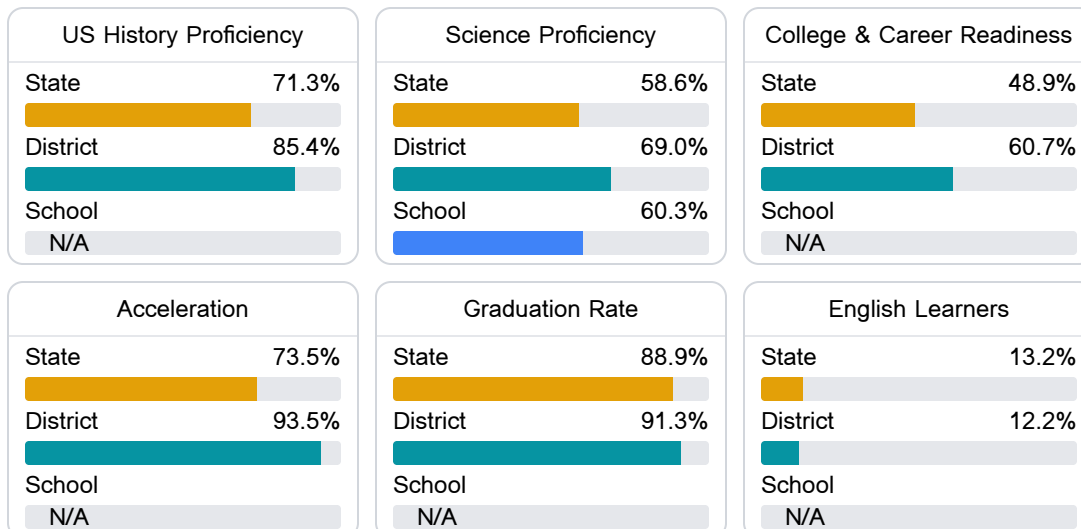 US History Proficiency
State 71.3%
District 85.4%
School
N/A
Science Proficiency
State 58.6%
District 69.0%
School 60.3%
College & Career Readiness
State 48.9%
District 60.7%
School
N/A
Acceleration
State 73.5%
District 93.5%
School
N/A
Graduation Rate
State 88.9%
District 91.3%
School
N/A
English Learners
State 13.2%
District 12.2%
School
N/A